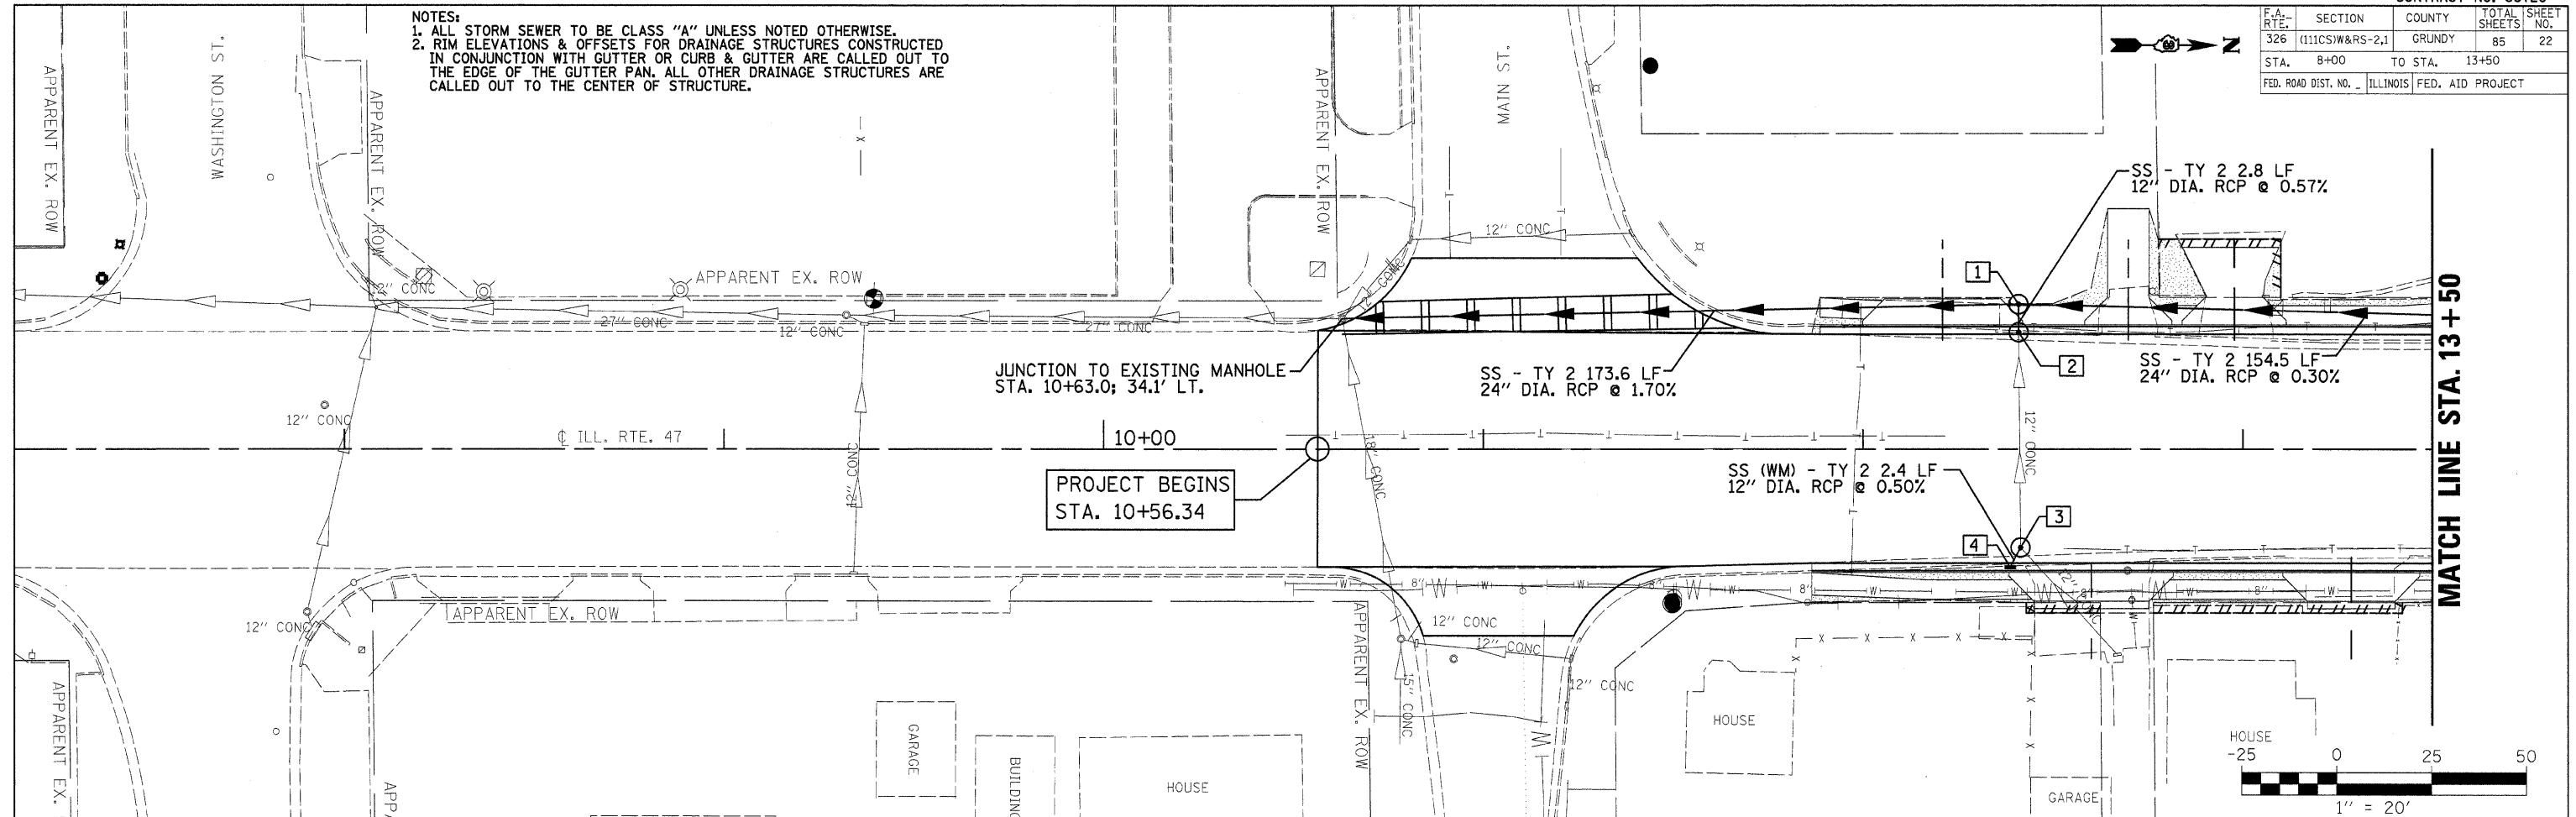 NOTES:
1. ALL STORM SEWER TO BE CLASS "A" UNLESS NOTED OTHERWISE.
2. RIM ELEVATIONS & OFFSETS FOR DRAINAGE STRUCTURES CONSTRUCTED
IN CONJUNCTION WITH GUTTER OR CURB & GUTTER ARE CALLED OUT TO
THE EDGE OF THE GUTTER PAN. ALL OTHER DRAINAGE STRUCTURES ARE
CALLED OUT TO THE CENTER OF STRUCTURE.
F.A. RTE. SECTION COUNTY TOTAL SHEETS SHEET NO.
326 (111CS)W&RS-2,1 GRUNDY 85 22
STA. 8+00 TO STA. 13+50
FED. ROAD DIST. NO. _ ILLINOIS FED. AID PROJECT
N
APPARENT EX. ROW
WASHINGTON ST.
APPARENT EX. ROW
APPARENT EX. ROW
MAIN ST.
X
SS - TY 2 2.8 LF
12" DIA. RCP @ 0.57%
12" CONC
APPARENT EX. ROW
12" CONC
1
27" CONC
12" CONC
27" CONC
JUNCTION TO EXISTING MANHOLE
STA. 10+63.0; 34.1' LT.
SS - TY 2 173.6 LF
24" DIA. RCP @ 1.70%
2
SS - TY 2 154.5 LF
24" DIA. RCP @ 0.30%
MATCH LINE STA. 13+50
12" CONC
℄ ILL. RTE. 47
10+00
12" CONC
18" CONC
12" CONC
PROJECT BEGINS
STA. 10+56.34
SS (WM) - TY 2 2.4 LF
12" DIA. RCP @ 0.50%
3
4
APPARENT EX. ROW
12" CONC
12" CONC
12" CONC
12" CONC
12" CONC
15" CONC
APPARENT EX. ROW
APPARENT EX.
GARAGE
BUILDING
HOUSE
HOUSE
HOUSE
GARAGE
-25 0 25 50
1" = 20'